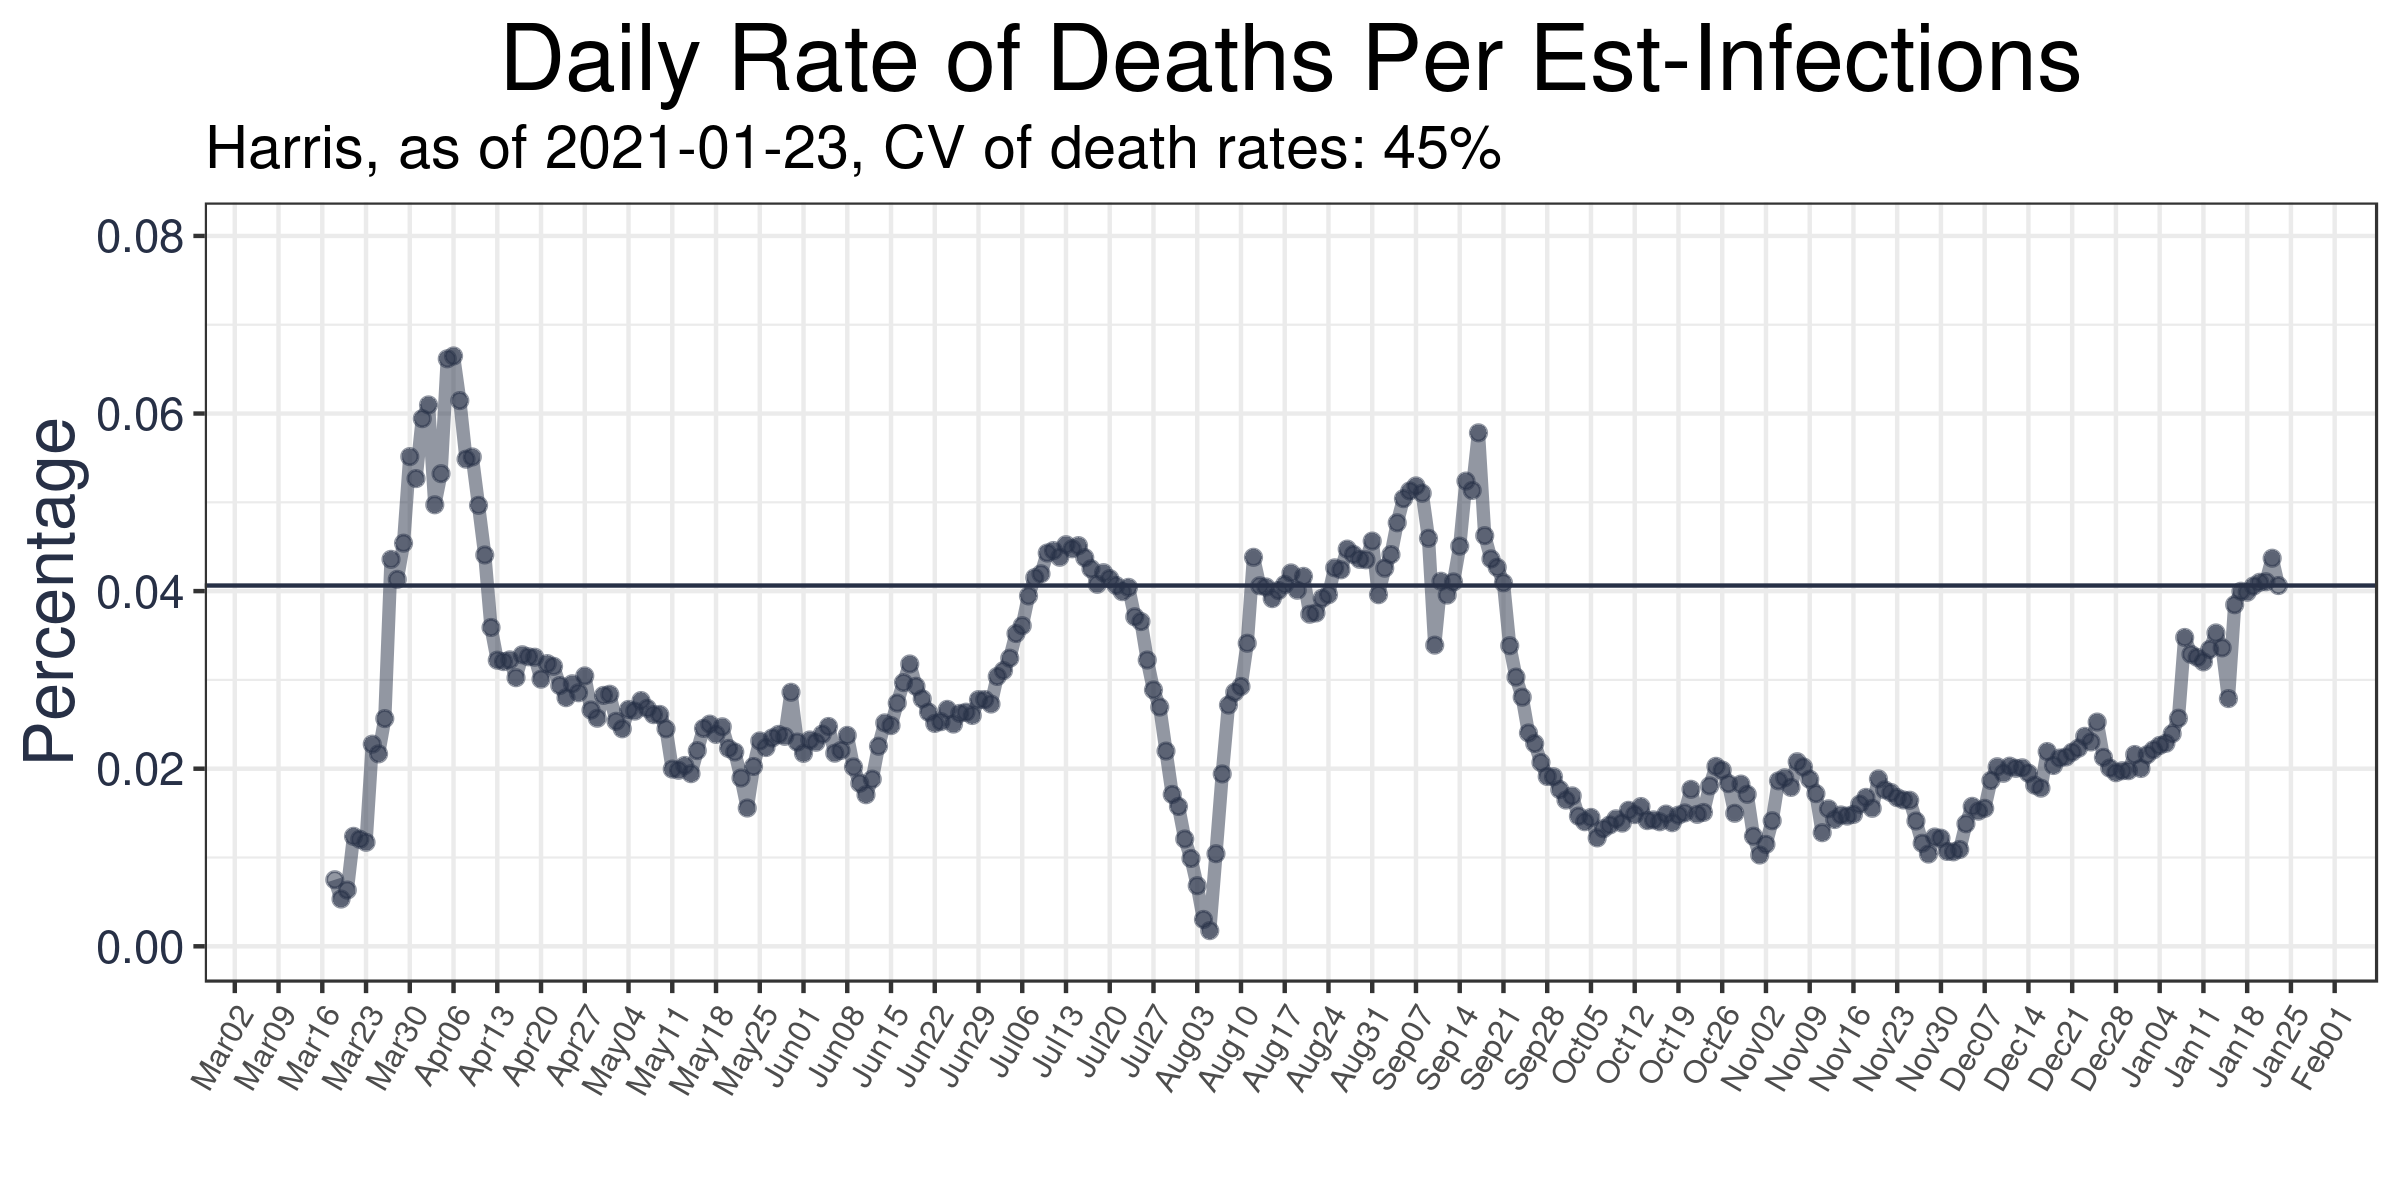 Daily Rate of Deaths Per Est-Infections
Harris, as of 2021-01-23, CV of death rates: 45%
Percentage
0.08
0.06
0.04
0.02
0.00
Mar02
Mar09
Mar16
Mar23
Mar30
Apr06
Apr13
Apr20
Apr27
May04
May11
May18
May25
Jun01
Jun08
Jun15
Jun22
Jun29
Jul06
Jul13
Jul20
Jul27
Aug03
Aug10
Aug17
Aug24
Aug31
Sep07
Sep14
Sep21
Sep28
Oct05
Oct12
Oct19
Oct26
Nov02
Nov09
Nov16
Nov23
Nov30
Dec07
Dec14
Dec21
Dec28
Jan04
Jan11
Jan18
Jan25
Feb01